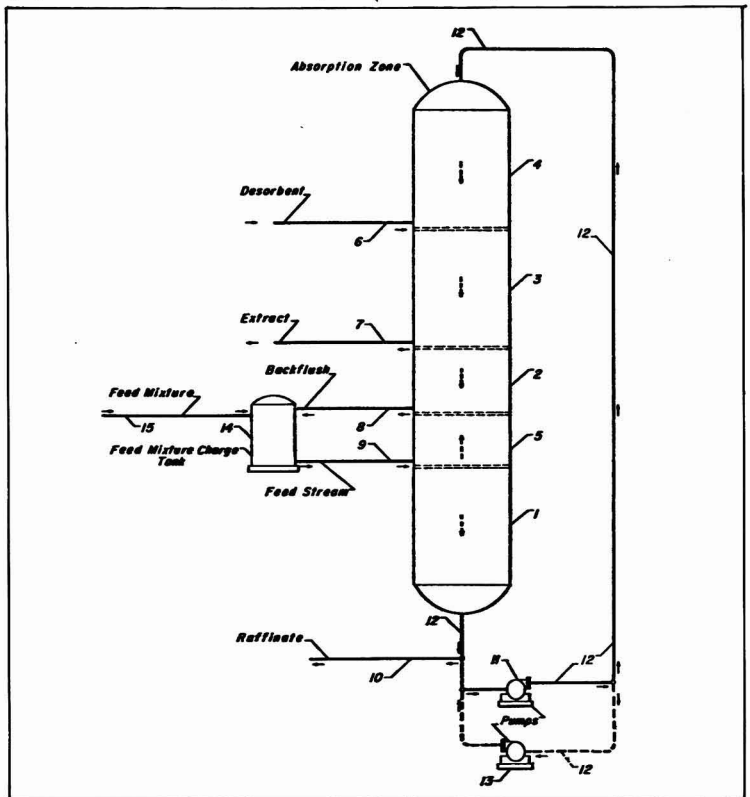 12
Absorption Zone
4
Desorbent
6
12
3
Extract
7
Backflush
2
Feed Mixture
8
15
14
5
9
Feed Mixture Charge
Tank
Feed Stream
1
12
Raffinate
11
12
10
Pumps
12
13